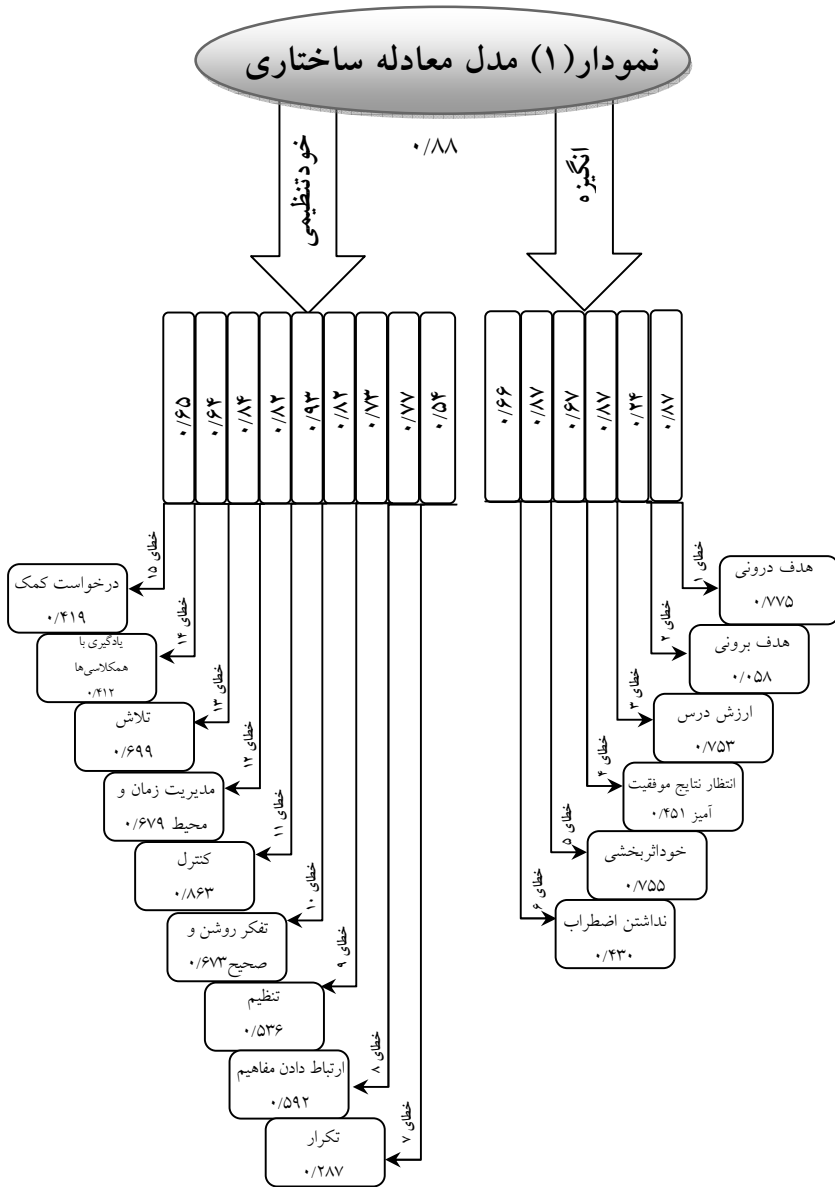 نمودار(۱) مدل معادله ساختاری
انگیزه
۰/۸۸
خودتنظیمی
۰/۸۷
۰/۲۴
۰/۸۷
۰/۶۷
۰/۸۷
۰/۶۶
۰/۵۴
۰/۷۷
۰/۷۳
۰/۸۲
۰/۹۳
۰/۸۲
۰/۸۴
۰/۶۴
۰/۶۵
خطای ۱
هدف درونی
۰/۷۷۵
خطای ۲
هدف برونی
۰/۰۵۸
خطای ۳
ارزش درس
۰/۷۵۳
خطای ۴
انتظار نتایج موفقیت
آمیز ۰/۴۵۱
خطای ۵
خوداثربخشی
۰/۷۵۵
خطای ۶
نداشتن اضطراب
۰/۴۳۰
خطای ۱۵
درخواست کمک
۰/۴۱۹
خطای ۱۴
یادگیری با
همکلاسی‌ها
۰/۴۱۲
خطای ۱۳
تلاش
۰/۶۹۹
خطای ۱۲
مدیریت زمان و
محیط ۰/۶۷۹
خطای ۱۱
کنترل
۰/۸۶۳
خطای ۱۰
تفکر روشن و
صحیح۰/۶۷۳
خطای ۹
تنظیم
۰/۵۳۶
خطای ۸
ارتباط دادن مفاهیم
۰/۵۹۲
خطای ۷
تکرار
۰/۲۸۷